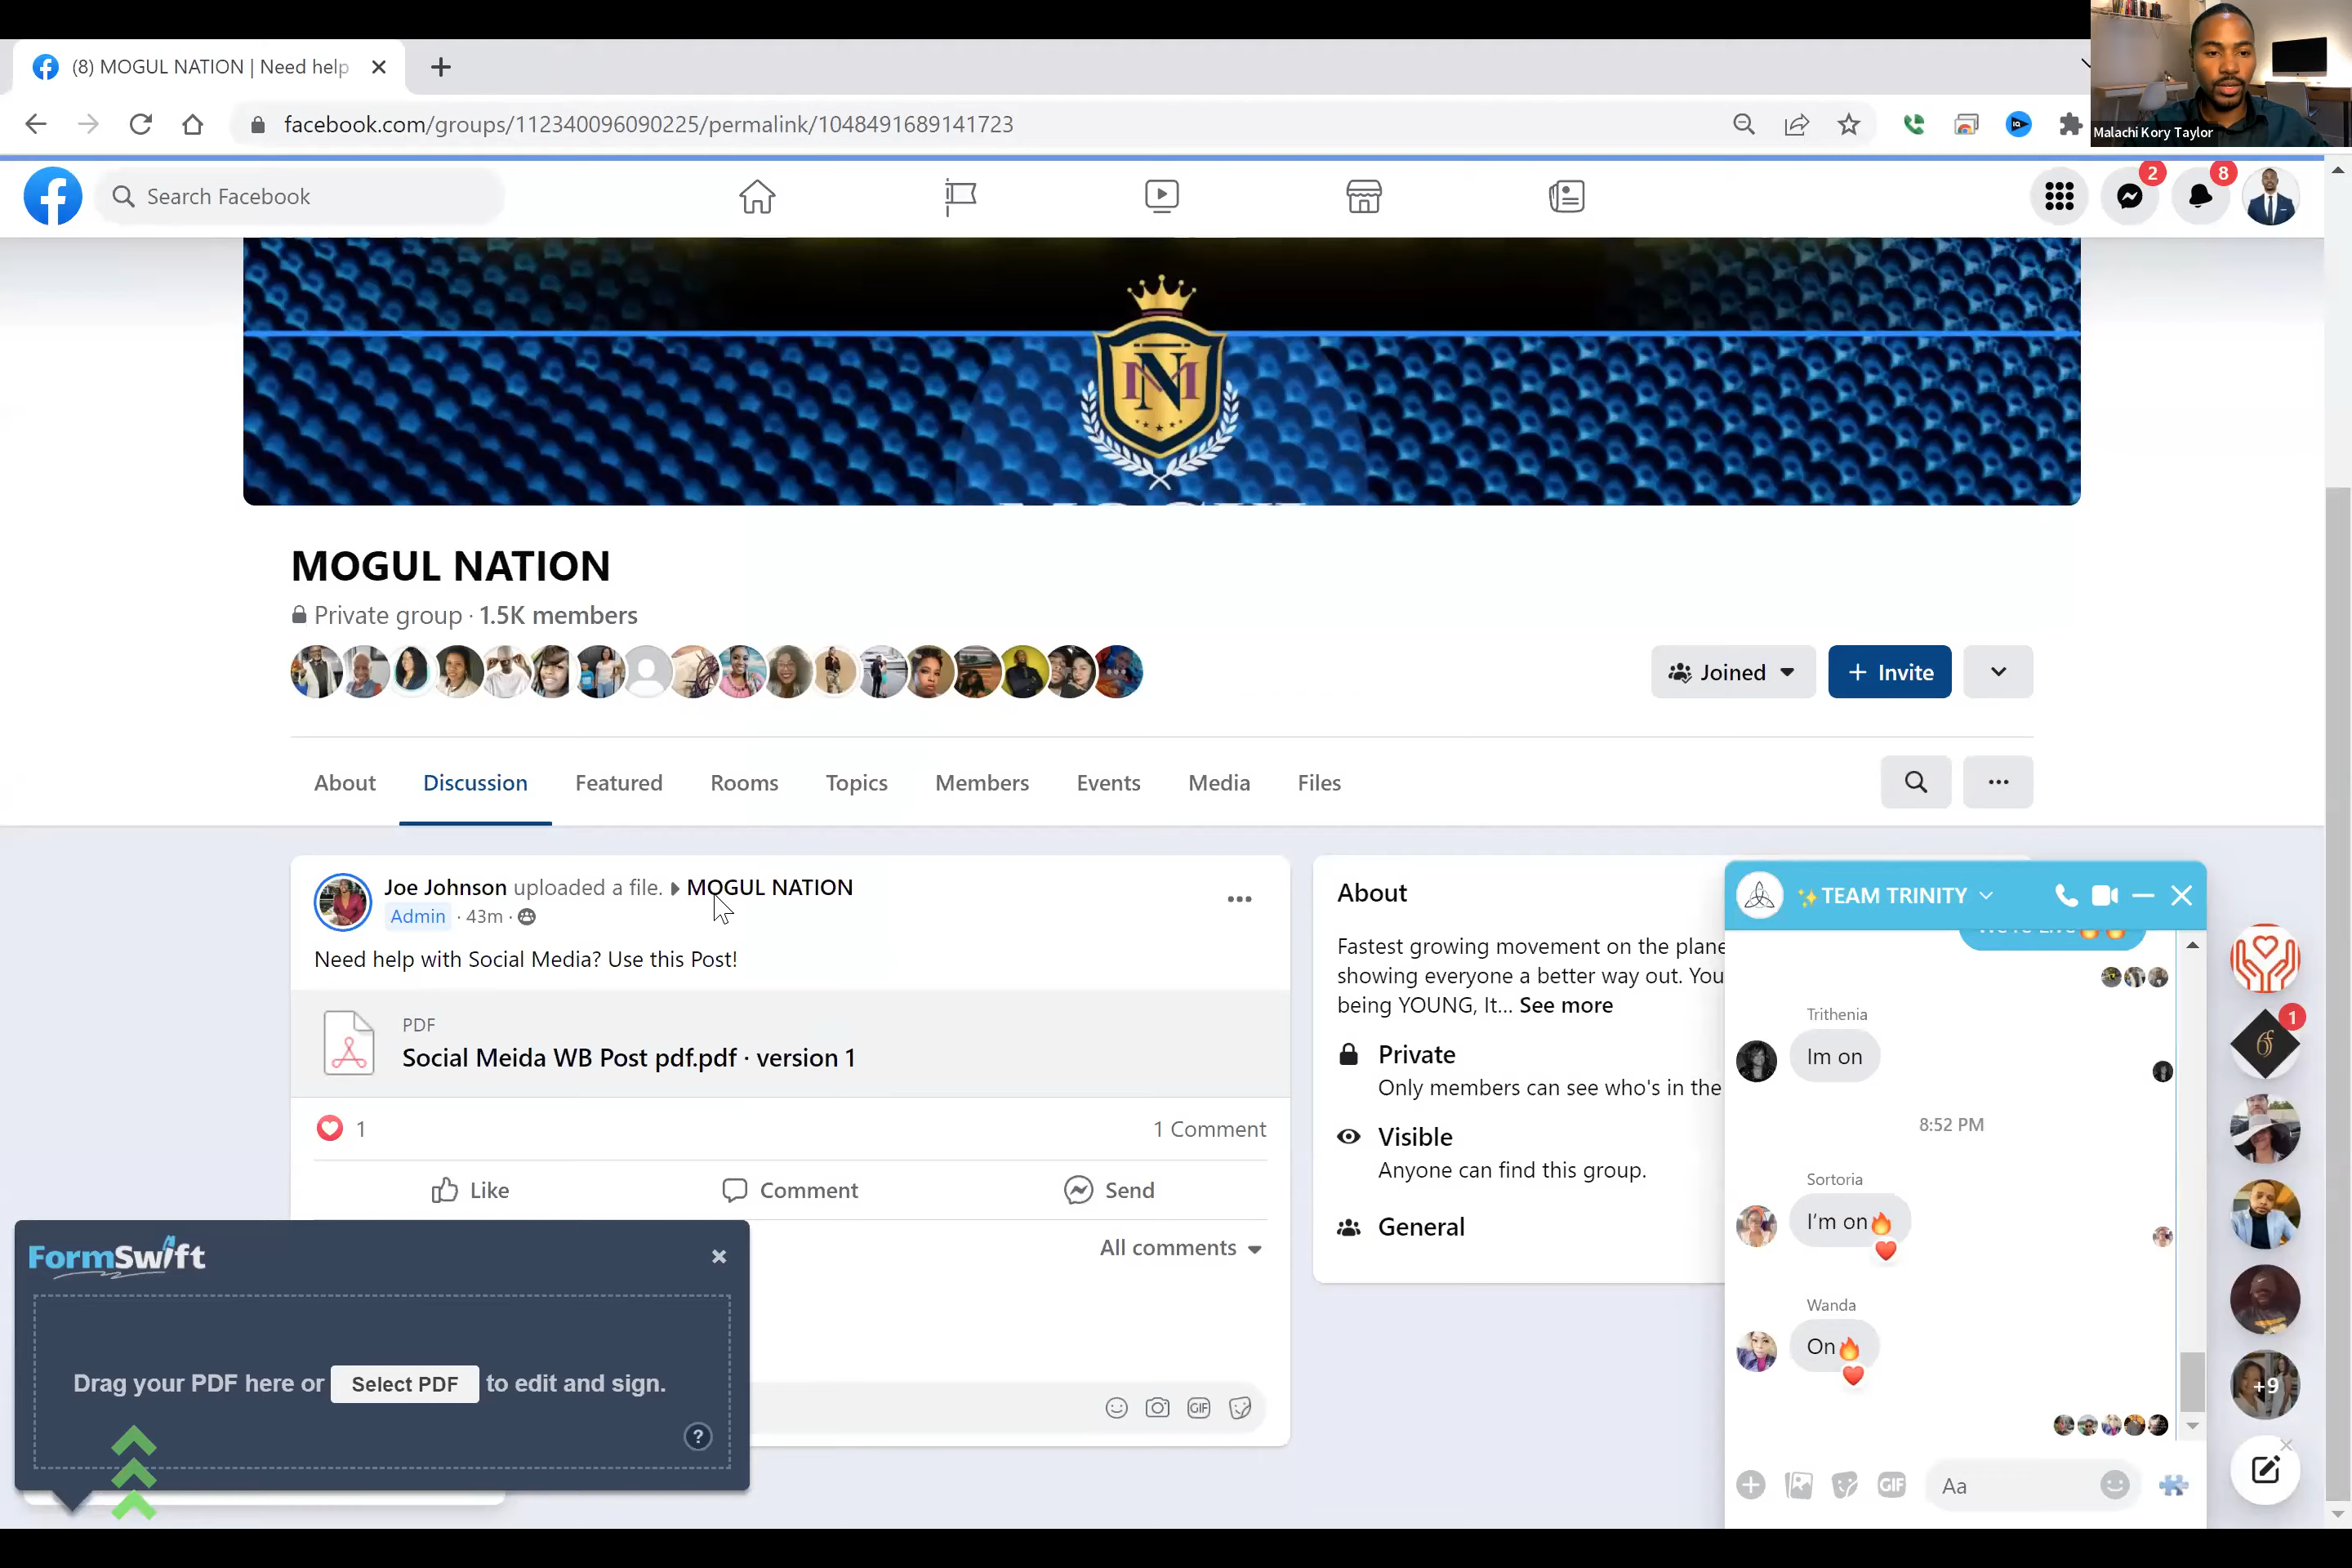 (8) MOGUL NATION | Need help
facebook.com/groups/112340096090225/permalink/1048491689141723
Malachi Kory Taylor
Search Facebook
2
8
NM
MOGUL NATION
Private group · 1.5K members
Joined
+ Invite
About
Discussion
Featured
Rooms
Topics
Members
Events
Media
Files
Joe Johnson uploaded a file. MOGUL NATION
Admin · 43m ·
Need help with Social Media? Use this Post!
PDF
Social Meida WB Post pdf.pdf · version 1
1
1 Comment
Like
Comment
Send
All comments
GIF
FormSwift
Drag your PDF here or Select PDF to edit and sign.
?
About
Fastest growing movement on the plane
showing everyone a better way out. You
being YOUNG, It... See more
Private
Only members can see who's in the
Visible
Anyone can find this group.
General
✨TEAM TRINITY
We're Live🔥🔥
Trithenia
Im on
8:52 PM
Sortoria
I'm on🔥
Wanda
On🔥
GIF
Aa
1
+9